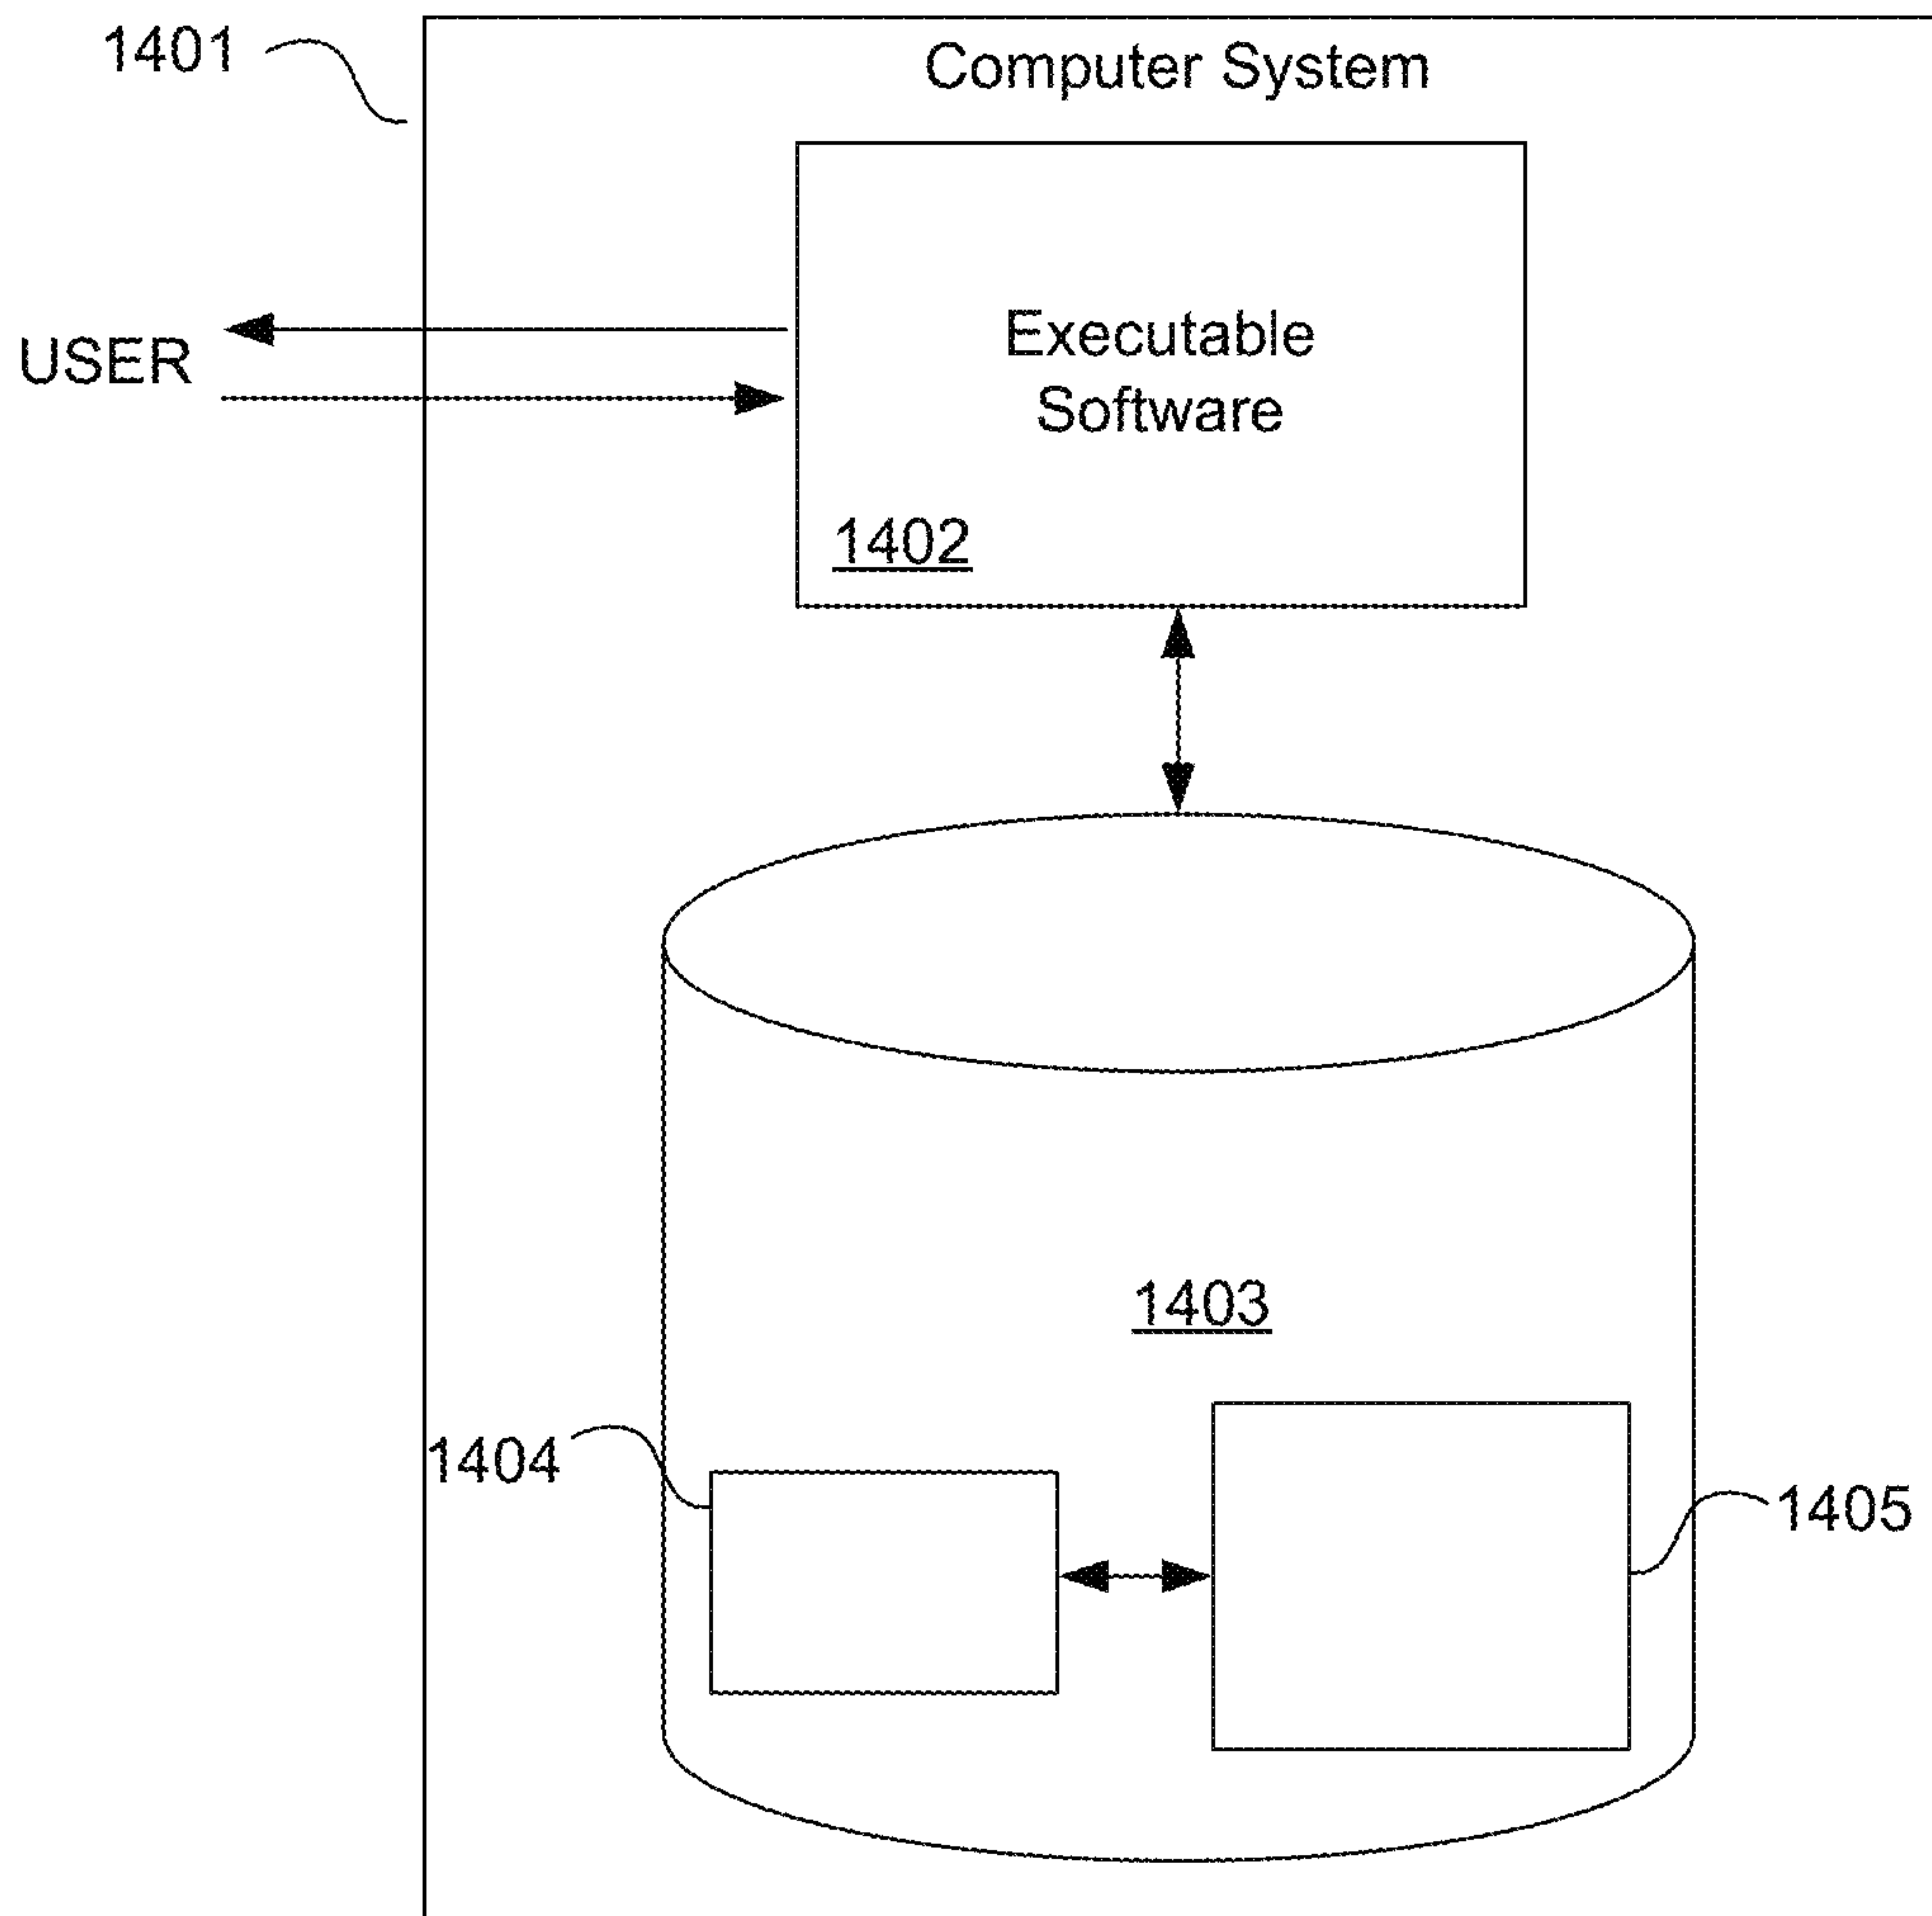 1401
Computer System
USER
Executable
Software
1402
1403
1404
1405